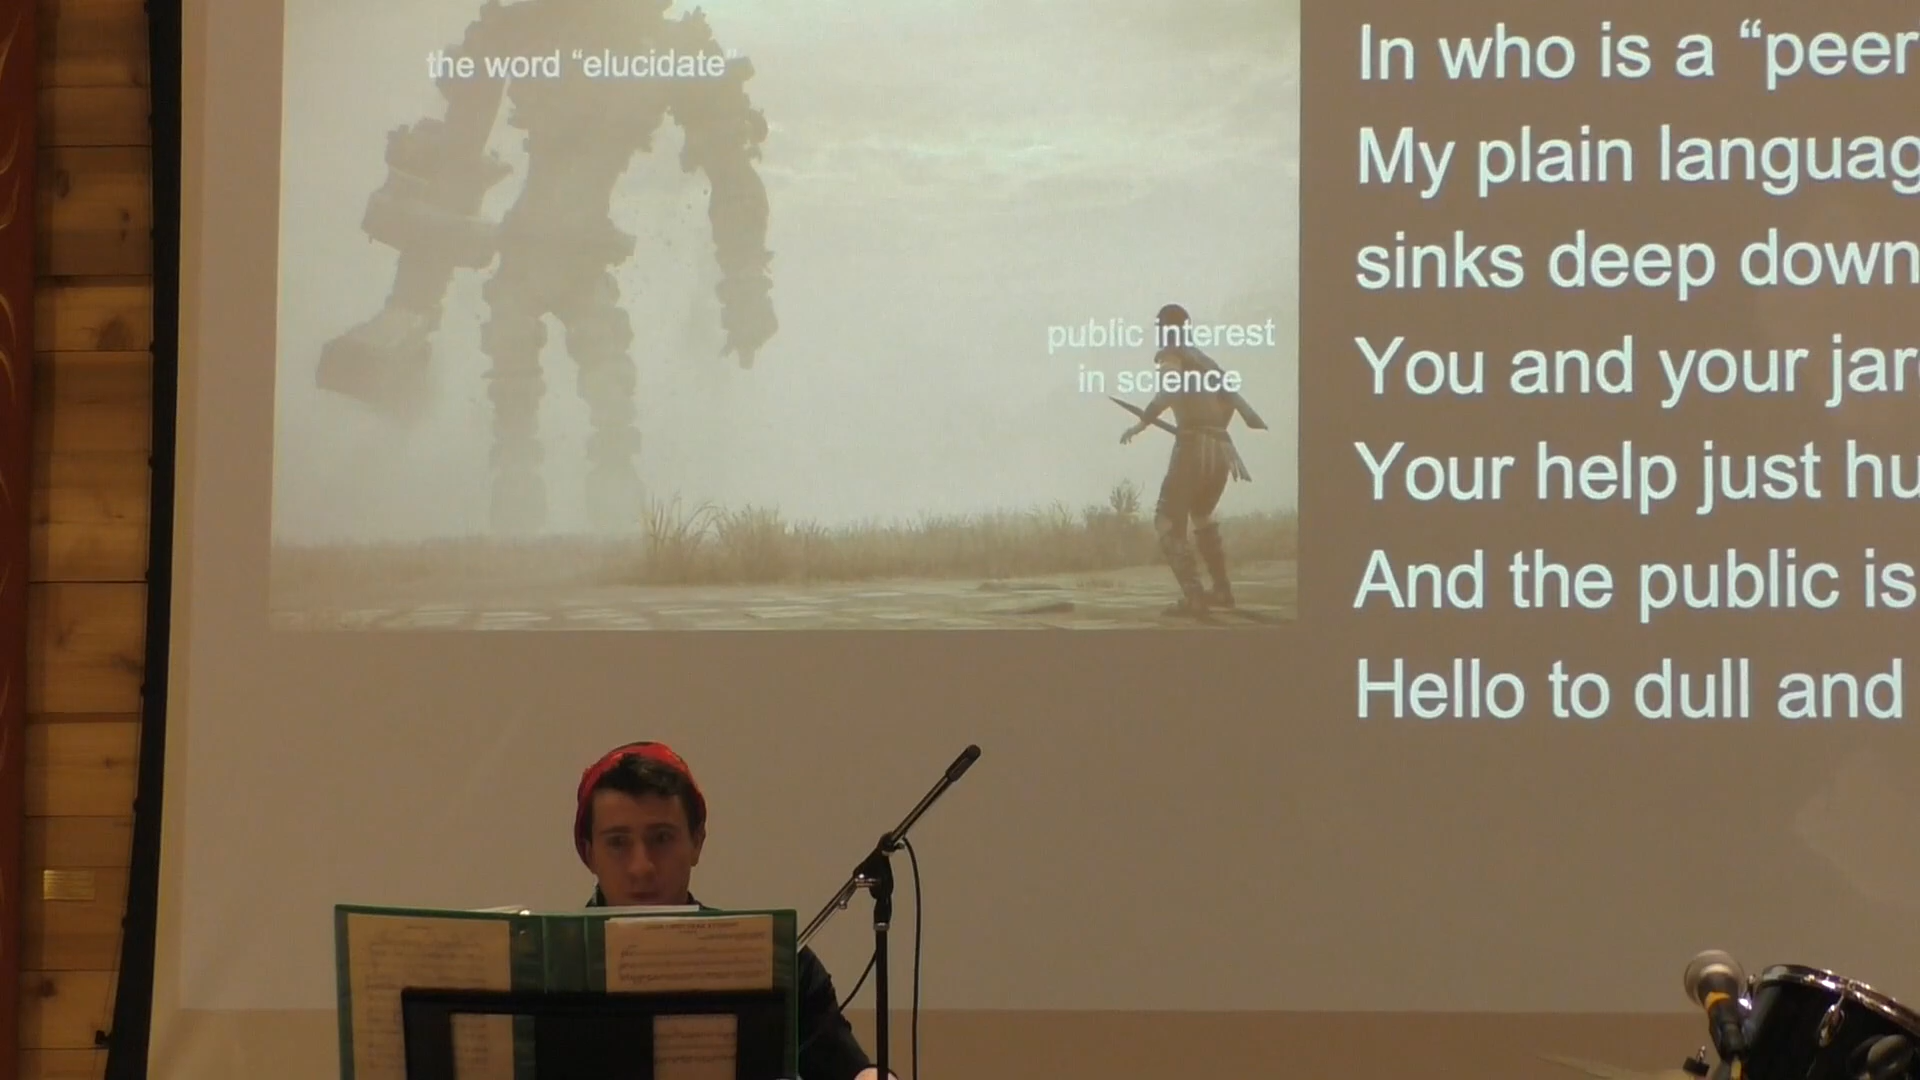 the word “elucidate”
public interest
in science
In who is a “peer
My plain languag
sinks deep down
You and your jar
Your help just hu
And the public is
Hello to dull and